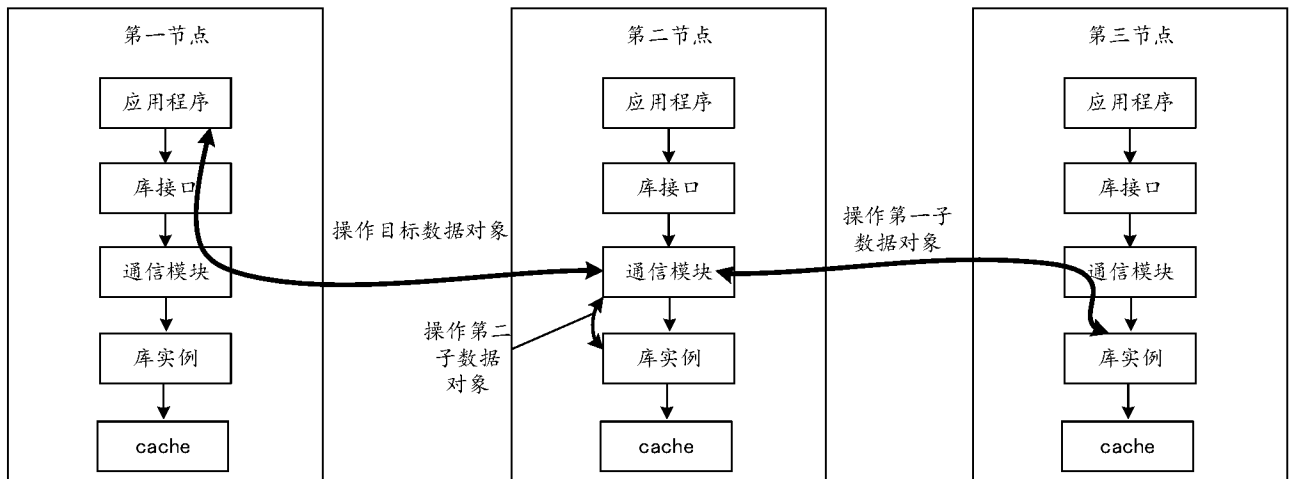 第一节点
应用程序
库接口
通信模块
库实例
cache
操作目标数据对象
第二节点
应用程序
库接口
通信模块
操作第二
子数据
对象
库实例
cache
操作第一子
数据对象
第三节点
应用程序
库接口
通信模块
库实例
cache